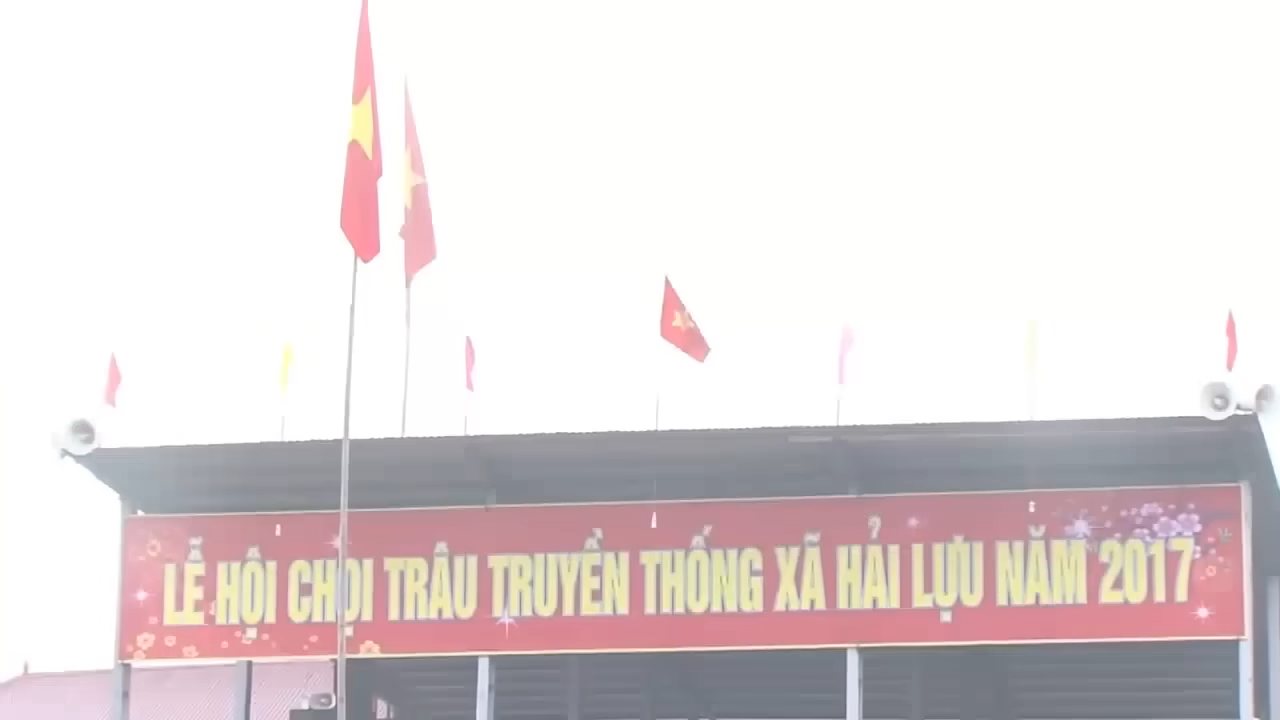 LỄ HỘI CHỌI TRÂU TRUYỀN THỐNG XÃ HẢI LỰU NĂM 2017